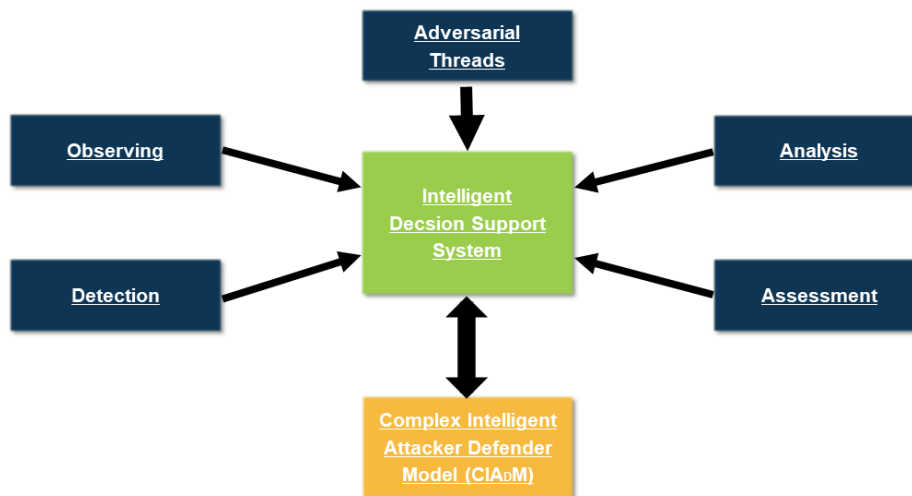 Adversarial
Threads
Observing
Analysis
Intelligent
Decsion Support
System
Detection
Assessment
Complex Intelligent
Attacker Defender
Model (CIADM)